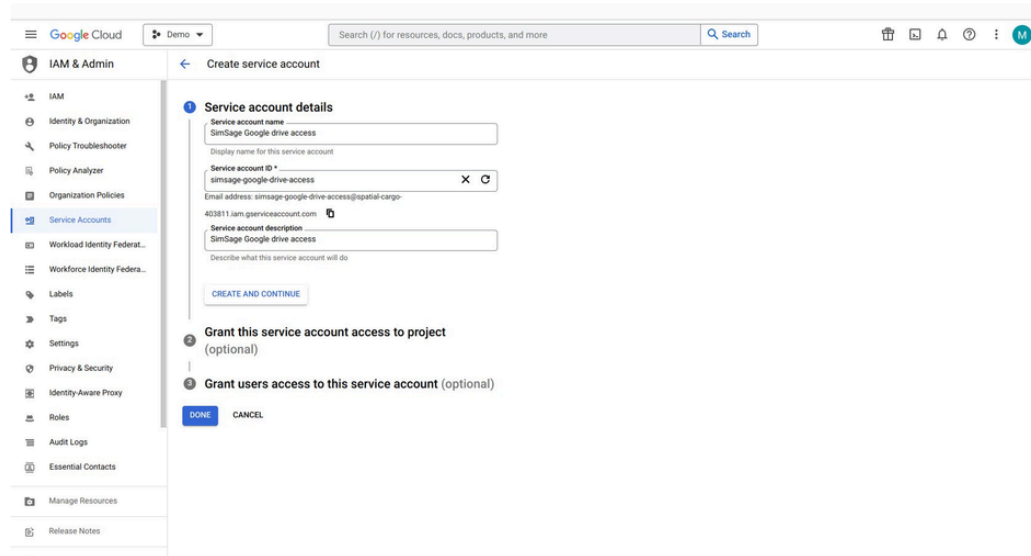 Google Cloud
Demo
Search (/) for resources, docs, products, and more
Search
M
IAM & Admin
Create service account
IAM
Identity & Organization
Policy Troubleshooter
Policy Analyzer
Organization Policies
Service Accounts
Workload Identity Federat...
Workforce Identity Federa...
Labels
Tags
Settings
Privacy & Security
Identity-Aware Proxy
Roles
Audit Logs
Essential Contacts
Manage Resources
Release Notes
1 Service account details
Service account name
SimSage Google drive access
Display name for this service account
Service account ID *
simsage-google-drive-access
Email address: simsage-google-drive-access@spatial-cargo-
403811.iam.gserviceaccount.com
Service account description
SimSage Google drive access
Describe what this service account will do
CREATE AND CONTINUE
2 Grant this service account access to project
(optional)
3 Grant users access to this service account (optional)
DONE
CANCEL